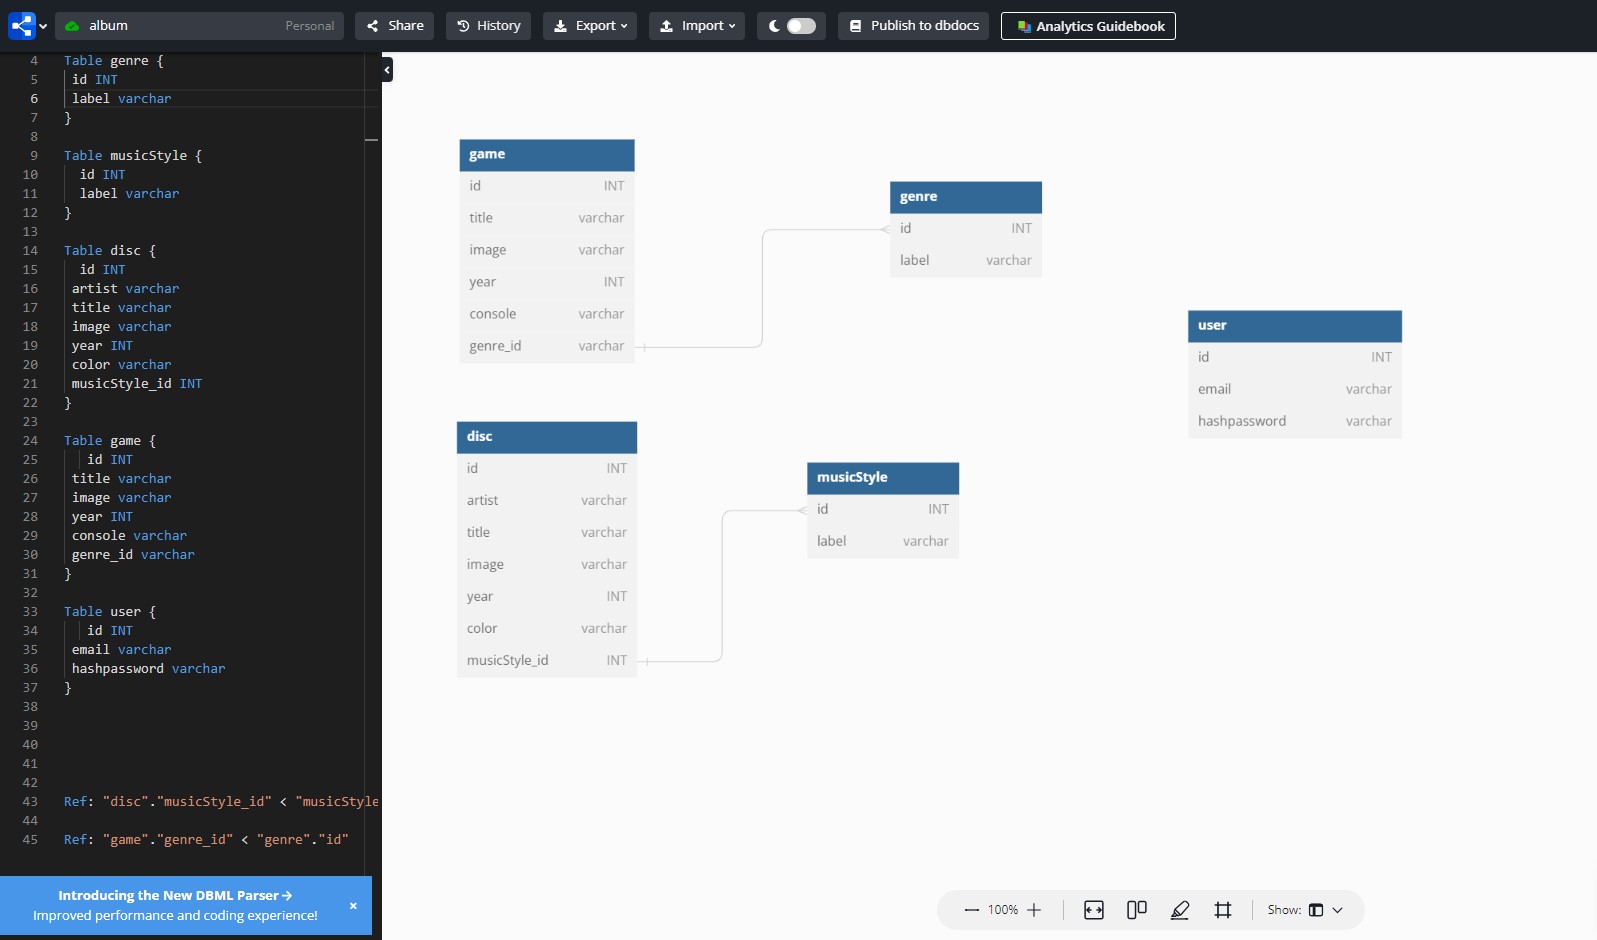 album Personal Share History Export Import Publish to dbdocs Analytics Guidebook
4 Table genre {
5 id INT
6 label varchar
7 }
8
9 Table musicStyle {
10 id INT
11 label varchar
12 }
13
14 Table disc {
15 id INT
16 artist varchar
17 title varchar
18 image varchar
19 year INT
20 color varchar
21 musicStyle_id INT
22 }
23
24 Table game {
25 id INT
26 title varchar
27 image varchar
28 year INT
29 console varchar
30 genre_id varchar
31 }
32
33 Table user {
34 id INT
35 email varchar
36 hashpassword varchar
37 }
38
39
40
41
42
43 Ref: "disc"."musicStyle_id" < "musicStyle
44
45 Ref: "game"."genre_id" < "genre"."id"
Introducing the New DBML Parser →
Improved performance and coding experience!
×
game
id INT
title varchar
image varchar
year INT
console varchar
genre_id varchar
genre
id INT
label varchar
user
id INT
email varchar
hashpassword varchar
disc
id INT
artist varchar
title varchar
image varchar
year INT
color varchar
musicStyle_id INT
musicStyle
id INT
label varchar
100% Show: